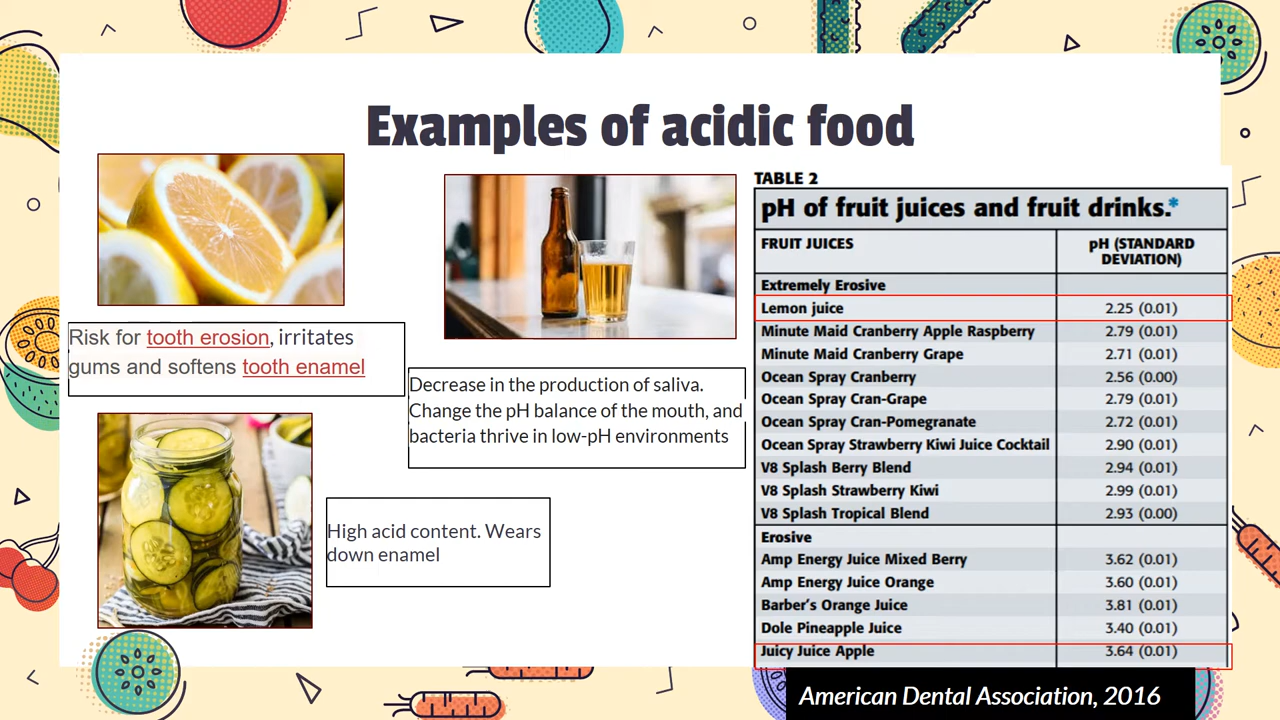 Examples of acidic food
Risk for tooth erosion, irritates
gums and softens tooth enamel
Decrease in the production of saliva.
Change the pH balance of the mouth, and
bacteria thrive in low-pH environments
High acid content. Wears
down enamel
TABLE 2
pH of fruit juices and fruit drinks.*
FRUIT JUICES pH (STANDARD
DEVIATION)
Extremely Erosive
Lemon juice 2.25 (0.01)
Minute Maid Cranberry Apple Raspberry 2.79 (0.01)
Minute Maid Cranberry Grape 2.71 (0.01)
Ocean Spray Cranberry 2.56 (0.00)
Ocean Spray Cran-Grape 2.79 (0.01)
Ocean Spray Cran-Pomegranate 2.72 (0.01)
Ocean Spray Strawberry Kiwi Juice Cocktail 2.90 (0.01)
V8 Splash Berry Blend 2.94 (0.01)
V8 Splash Strawberry Kiwi 2.99 (0.01)
V8 Splash Tropical Blend 2.93 (0.00)
Erosive
Amp Energy Juice Mixed Berry 3.62 (0.01)
Amp Energy Juice Orange 3.60 (0.01)
Barber's Orange Juice 3.81 (0.01)
Dole Pineapple Juice 3.40 (0.01)
Juicy Juice Apple 3.64 (0.01)
American Dental Association, 2016